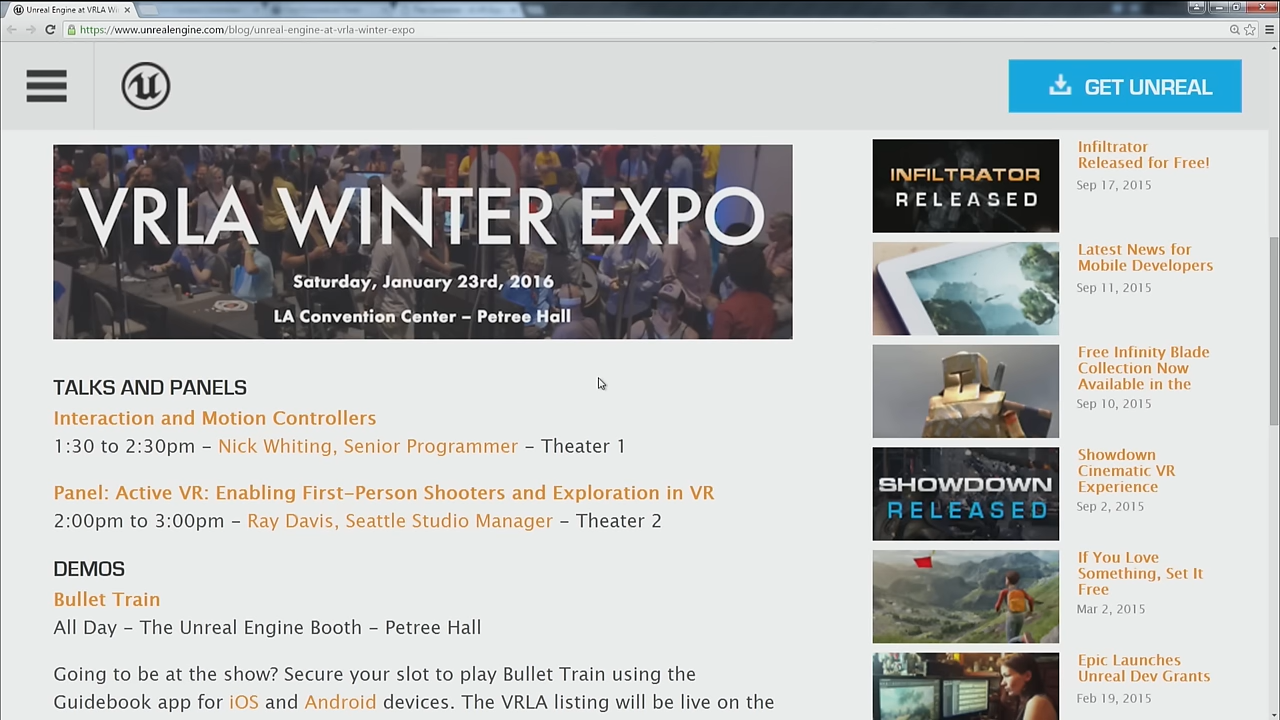 Unreal Engine at VRLA Wi
https://www.unrealengine.com/blog/unreal-engine-at-vrla-winter-expo
GET UNREAL
VRLA WINTER EXPO
Saturday, January 23rd, 2016
LA Convention Center – Petree Hall
TALKS AND PANELS
Interaction and Motion Controllers
1:30 to 2:30pm – Nick Whiting, Senior Programmer – Theater 1
Panel: Active VR: Enabling First-Person Shooters and Exploration in VR
2:00pm to 3:00pm – Ray Davis, Seattle Studio Manager – Theater 2
DEMOS
Bullet Train
All Day – The Unreal Engine Booth – Petree Hall
Going to be at the show? Secure your slot to play Bullet Train using the
Guidebook app for iOS and Android devices. The VRLA listing will be live on the
INFILTRATOR
RELEASED
Infiltrator
Released for Free!
Sep 17, 2015
Latest News for
Mobile Developers
Sep 11, 2015
Free Infinity Blade
Collection Now
Available in the
Sep 10, 2015
SHOWDOWN
RELEASED
Showdown
Cinematic VR
Experience
Sep 2, 2015
If You Love
Something, Set It
Free
Mar 2, 2015
Epic Launches
Unreal Dev Grants
Feb 19, 2015